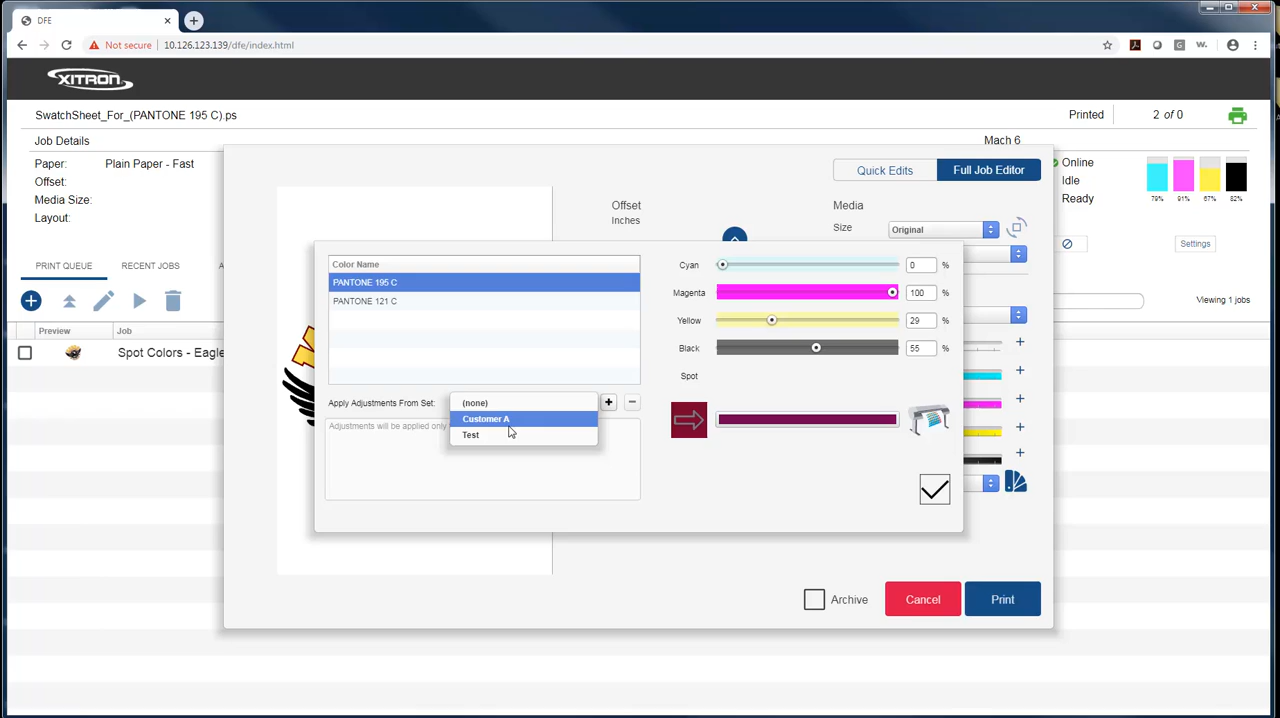 DFE
Not secure 10.126.123.139/dfe/index.html
XITRON
SwatchSheet_For_(PANTONE 195 C).ps
Printed 2 of 0
Job Details
Mach 6
Paper: Plain Paper - Fast
Offset:
Media Size:
Layout:
Online
Idle
Ready
79% 91% 67% 82%
Quick Edits Full Job Editor
Offset
Inches
Media
Size Original
Settings
PRINT QUEUE RECENT JOBS A
Viewing 1 jobs
Preview Job
Spot Colors - Eagle
Color Name
PANTONE 195 C
PANTONE 121 C
Cyan 0 %
Magenta 100 %
Yellow 29 %
Black 55 %
Spot
Apply Adjustments From Set:
(none)
Customer A
Test
Adjustments will be applied only
Archive Cancel Print